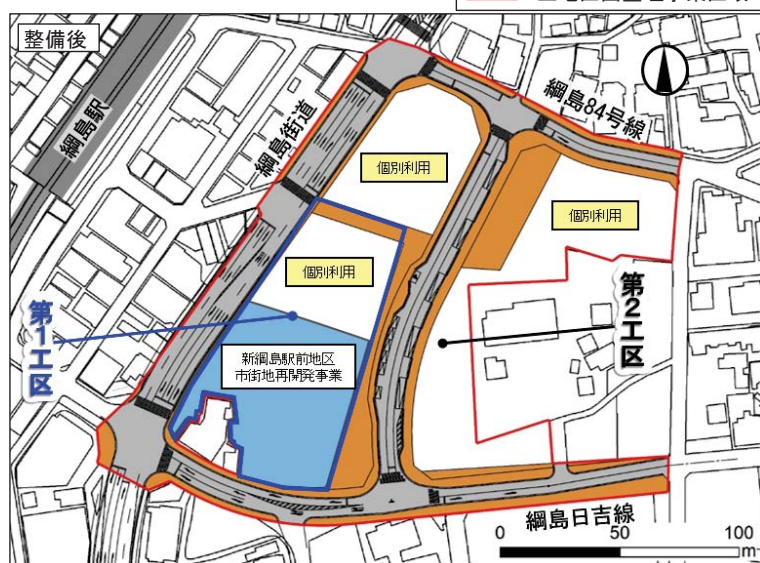 整備後
綱島駅
綱島街道
綱島84号線
個別利用
個別利用
個別利用
第1工区
第2工区
新綱島駅前地区
市街地再開発事業
綱島日吉線
0 50 100
m